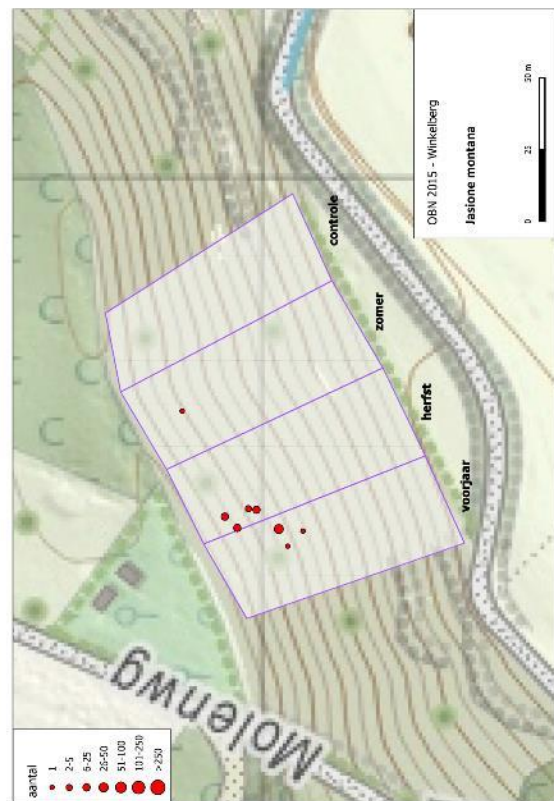 OBN 2015 - Winkelberg
Jasione montana
0 25 50 m
controle
zomer
herfst
voorjaar
Molenwg
aantal
1
2-5
6-25
26-50
51-100
101-250
>250